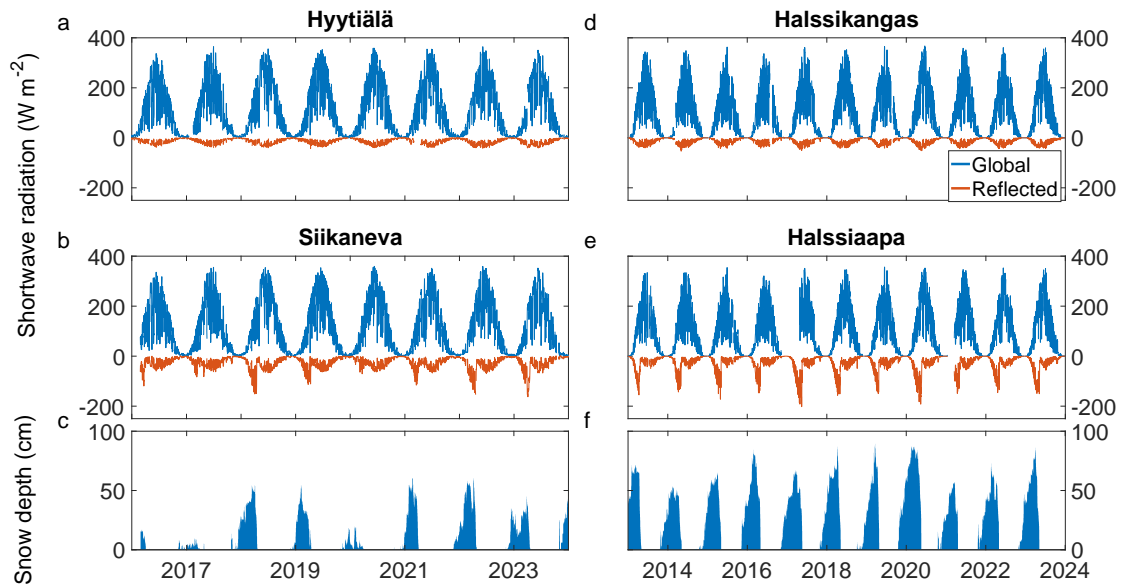 a
Hyytiälä
d
Halssikangas
400
200
0
-200
400
200
0
-200
Global
Reflected
Shortwave radiation (W m-2)
b
Siikaneva
e
Halssiaapa
400
200
0
-200
400
200
0
-200
c
f
Snow depth (cm)
100
50
0
100
50
0
2017
2019
2021
2023
2014
2016
2018
2020
2022
2024